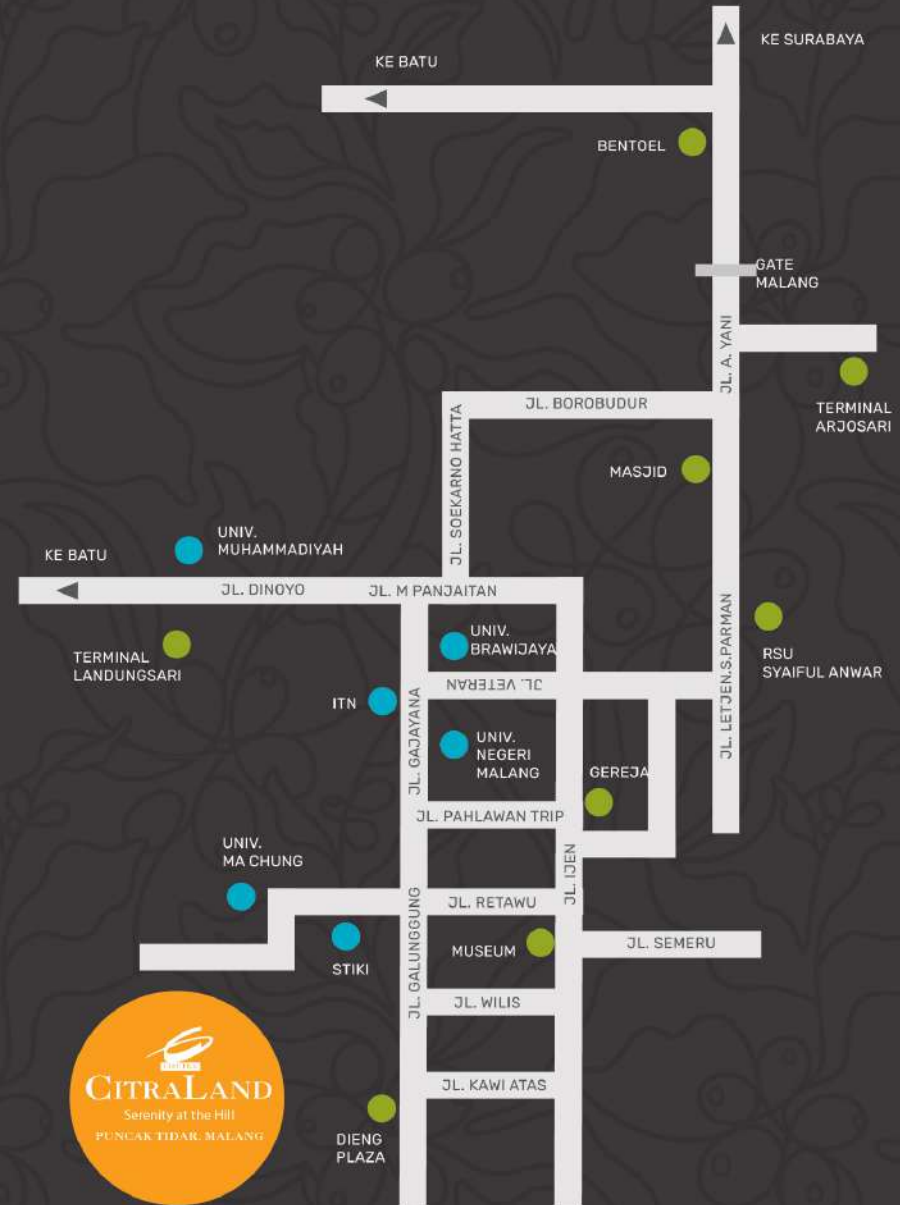 KE SURABAYA
KE BATU
BENTOEL
GATE
MALANG
JL. A. YANI
TERMINAL
ARJOSARI
JL. BOROBUDUR
JL. SOEKARNO HATTA
MASJID
UNIV.
MUHAMMADIYAH
KE BATU
JL. DINOYO
JL. M PANJAITAN
TERMINAL
LANDUNGSARI
UNIV.
BRAWIJAYA
RSU
SYAIFUL ANWAR
JL. LETJEN.S.PARMAN
JL. VETERAN
ITN
JL. GAJAYANA
UNIV.
NEGERI
MALANG
GEREJA
JL. PAHLAWAN TRIP
UNIV.
MA CHUNG
JL. IJEN
JL. RETAWU
STIKI
JL. GALUNGGUNG
MUSEUM
JL. SEMERU
JL. WILIS
JL. KAWI ATAS
DIENG
PLAZA
CITRALAND
Serenity at the Hill
PUNCAK TIDAR. MALANG